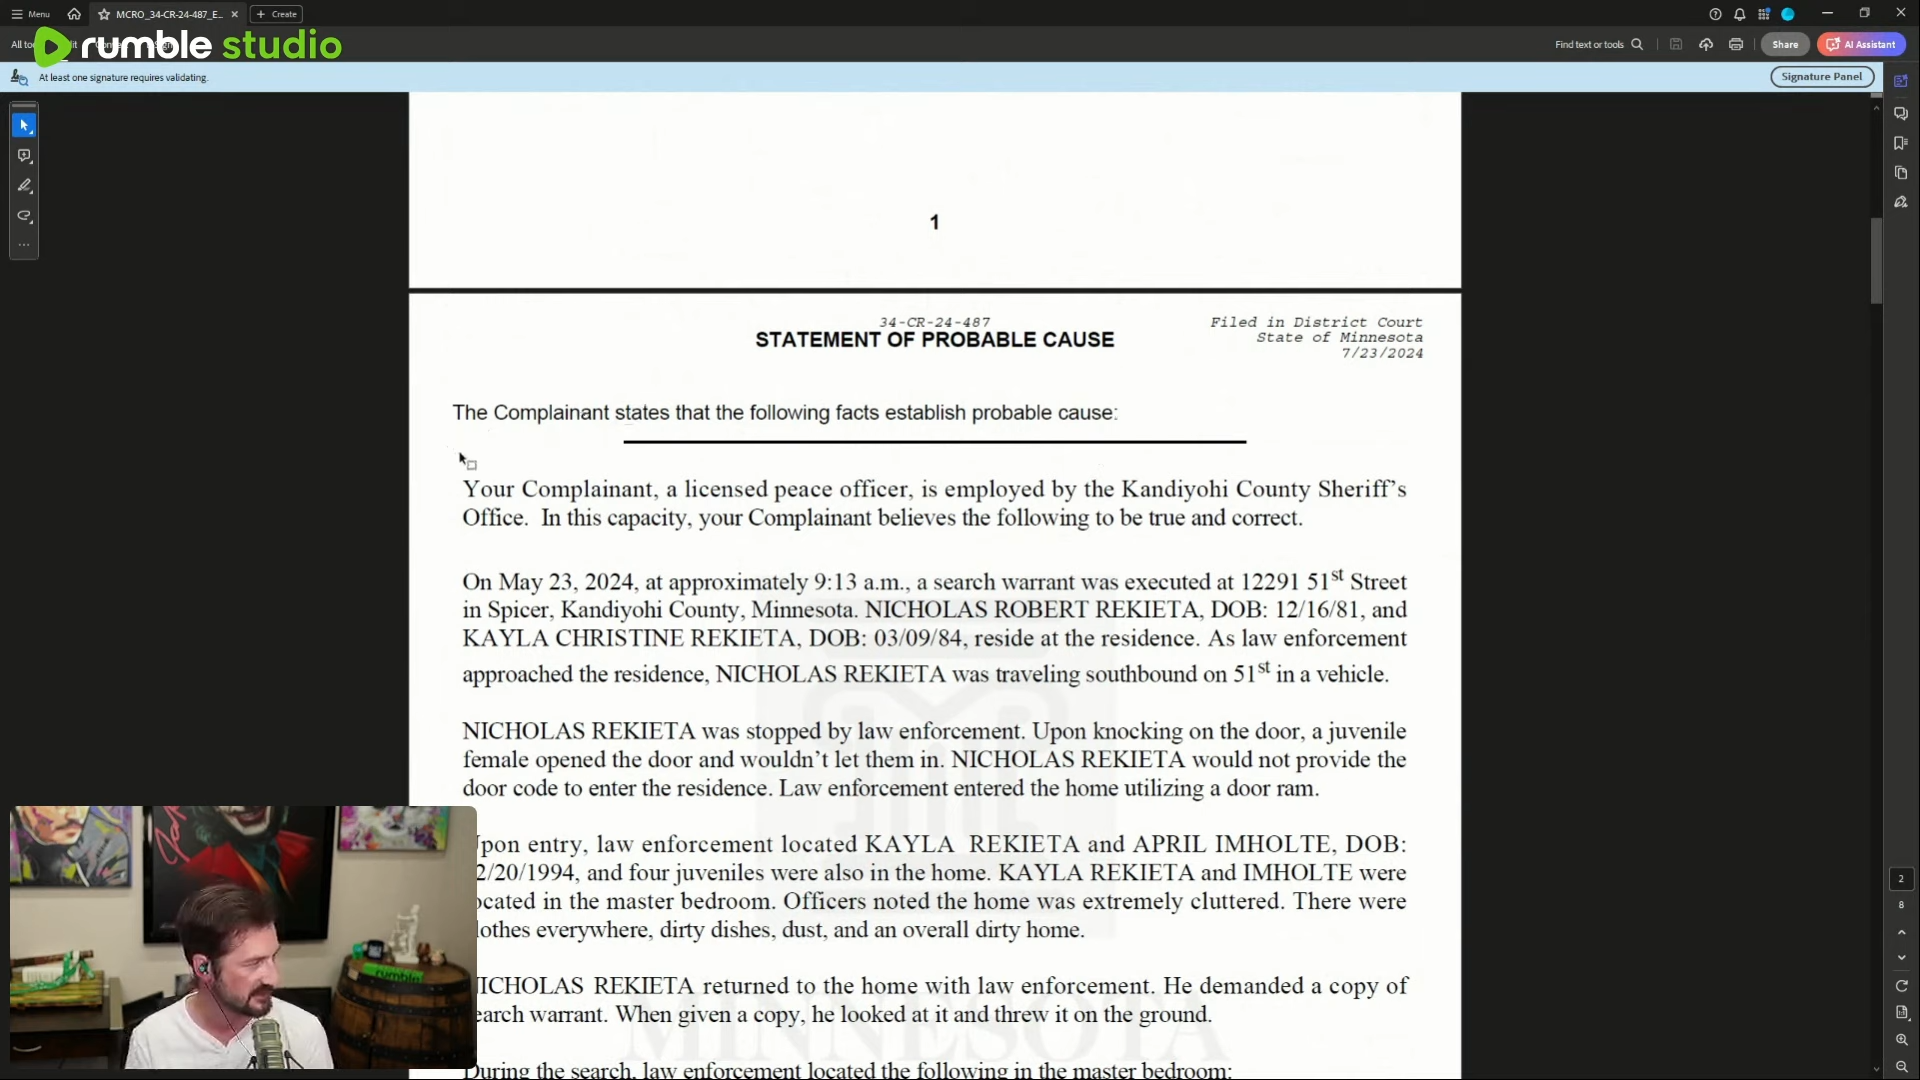 Menu
MCRO_34-CR-24-487_E...
Create
rumble studio
All to
Find text or tools
Share
AI Assistant
At least one signature requires validating.
Signature Panel
1
34-CR-24-487
STATEMENT OF PROBABLE CAUSE
Filed in District Court
State of Minnesota
7/23/2024
The Complainant states that the following facts establish probable cause:
Your Complainant, a licensed peace officer, is employed by the Kandiyohi County Sheriff's
Office. In this capacity, your Complainant believes the following to be true and correct.
On May 23, 2024, at approximately 9:13 a.m., a search warrant was executed at 12291 51st Street
in Spicer, Kandiyohi County, Minnesota. NICHOLAS ROBERT REKIETA, DOB: 12/16/81, and
KAYLA CHRISTINE REKIETA, DOB: 03/09/84, reside at the residence. As law enforcement
approached the residence, NICHOLAS REKIETA was traveling southbound on 51st in a vehicle.
NICHOLAS REKIETA was stopped by law enforcement. Upon knocking on the door, a juvenile
female opened the door and wouldn't let them in. NICHOLAS REKIETA would not provide the
door code to enter the residence. Law enforcement entered the home utilizing a door ram.
pon entry, law enforcement located KAYLA REKIETA and APRIL IMHOLTE, DOB:
2/20/1994, and four juveniles were also in the home. KAYLA REKIETA and IMHOLTE were
ocated in the master bedroom. Officers noted the home was extremely cluttered. There were
lothes everywhere, dirty dishes, dust, and an overall dirty home.
NICHOLAS REKIETA returned to the home with law enforcement. He demanded a copy of
earch warrant. When given a copy, he looked at it and threw it on the ground.
During the search, law enforcement located the following in the master bedroom:
MINNESOTA
rumble
2
8